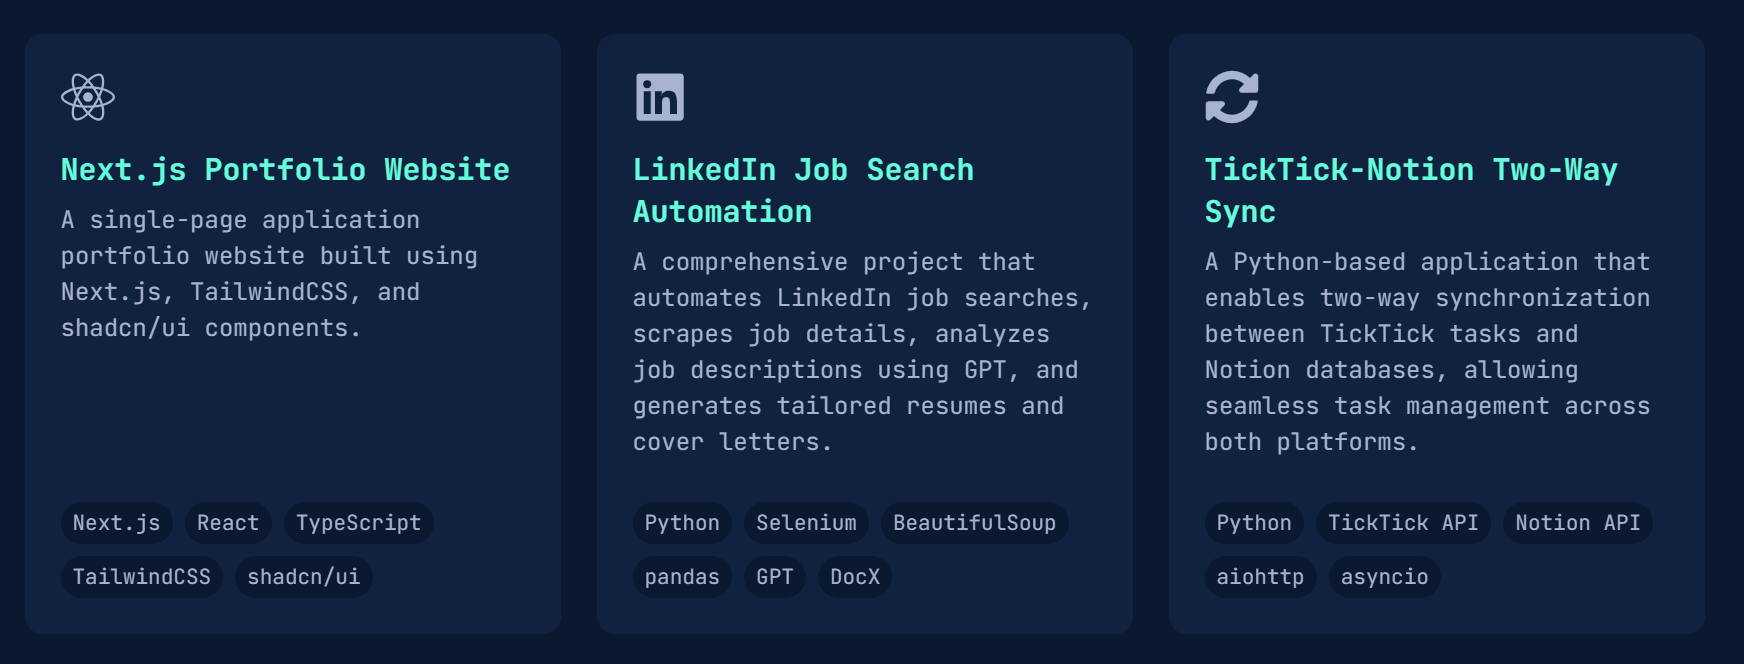 Next.js Portfolio Website
A single-page application
portfolio website built using
Next.js, TailwindCSS, and
shadcn/ui components.
Next.js React TypeScript
TailwindCSS shadcn/ui
in
LinkedIn Job Search
Automation
A comprehensive project that
automates LinkedIn job searches,
scrapes job details, analyzes
job descriptions using GPT, and
generates tailored resumes and
cover letters.
Python Selenium BeautifulSoup
pandas GPT DocX
TickTick-Notion Two-Way
Sync
A Python-based application that
enables two-way synchronization
between TickTick tasks and
Notion databases, allowing
seamless task management across
both platforms.
Python TickTick API Notion API
aiohttp asyncio